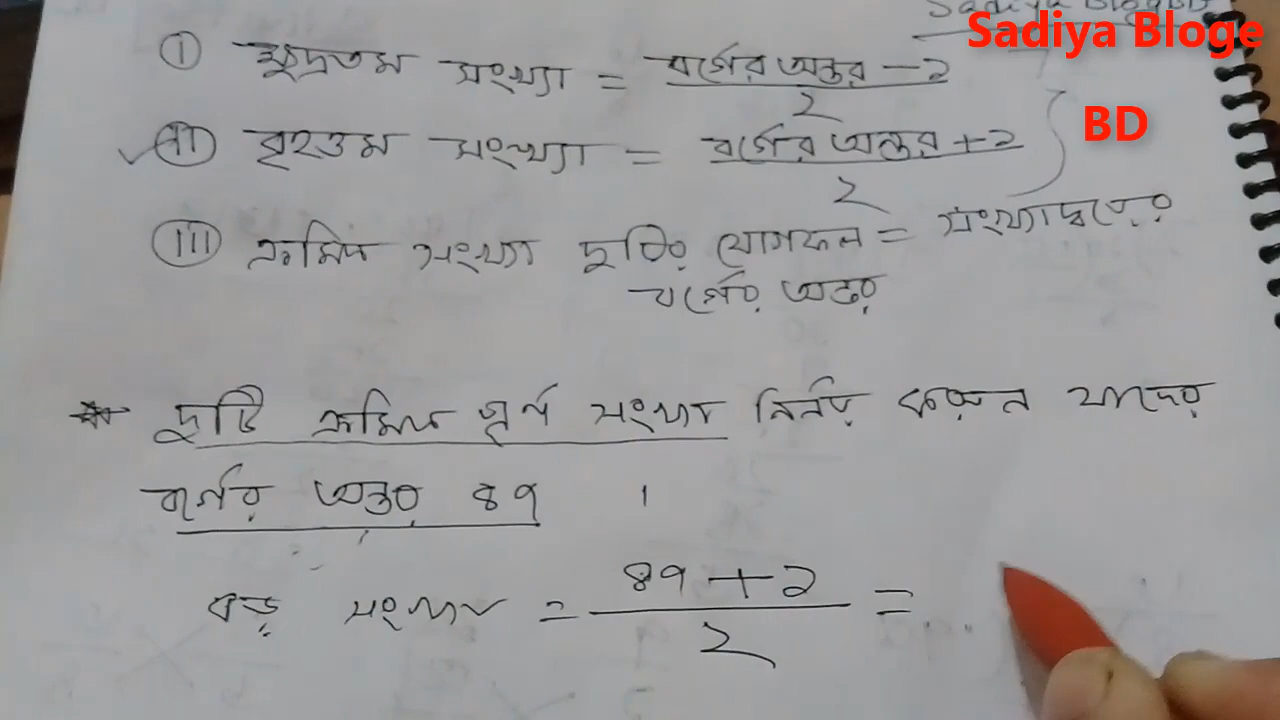 Sadiya Bloge
BD
(i) ক্ষুদ্রতম সংখ্যা = বর্গের অন্তর - ১ / ২
(ii) বৃহত্তম সংখ্যা = বর্গের অন্তর + ১ / ২
(iii) ক্রমিক সংখ্যা দুটির যোগফল = সংখ্যাদ্বয়ের
বর্গের অন্তর
* দুটি ক্রমিক পূর্ণ সংখ্যা নির্নয় করুন যাদের
বর্গের অন্তর ৪৭ ।
বড় সংখ্যা = ৪৭ + ১ / ২ =